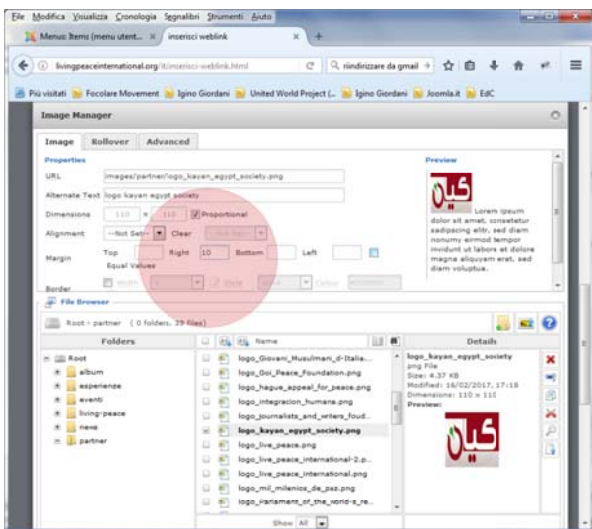 File Modifica Visualizza Cronologia Segnalibri Strumenti Aiuto
Menus: Items (menu utent... × inserisci weblink × +
livingpeaceinternational.org/it/inserisci-weblink.html riindirizzare da gmail
Più visitati Focolare Movement Igino Giordani United World Project (... Igino Giordani Joomla.it EdC
Image Manager
Image Rollover Advanced
Properties
Preview
URL images/partner/logo_kayan_egypt_society.png
Alternate Text logo kayan egypt society
Dimensions 110 × 110 Proportional
Alignment --Not Set-- Clear
Margin Top Right 10 Bottom Left
Equal Values
Border Width Style Colour
كيان
Lorem ipsum
dolor sit amet, consetetur
sadipscing elitr, sed diam
nonumy eirmod tempor
invidunt ut labore et dolore
magna aliquyam erat, sed
diam voluptua.
File Browser
Root › partner ( 0 folders, 29 files)
Folders Name Details
Root
album
esperienze
eventi
living-peace
news
partner
logo_Giovani_Musulmani_d-Italia...
logo_Goi_Peace_Foundation.png
logo_hague_appeal_for_peace.png
logo_integracion_humana.png
logo_journalists_and_writers_foud...
logo_kayan_egypt_society.png
logo_live_peace.png
logo_live_peace_international-2.p...
logo_live_peace_international.png
logo_mil_milenios_de_paz.png
logo_Parlament_of_the_world-s_re...
logo_kayan_egypt_society
png File
Size: 4.37 KB
Modified: 16/02/2017, 17:18
Dimensions: 110 x 110
Preview:
كيان
Show All